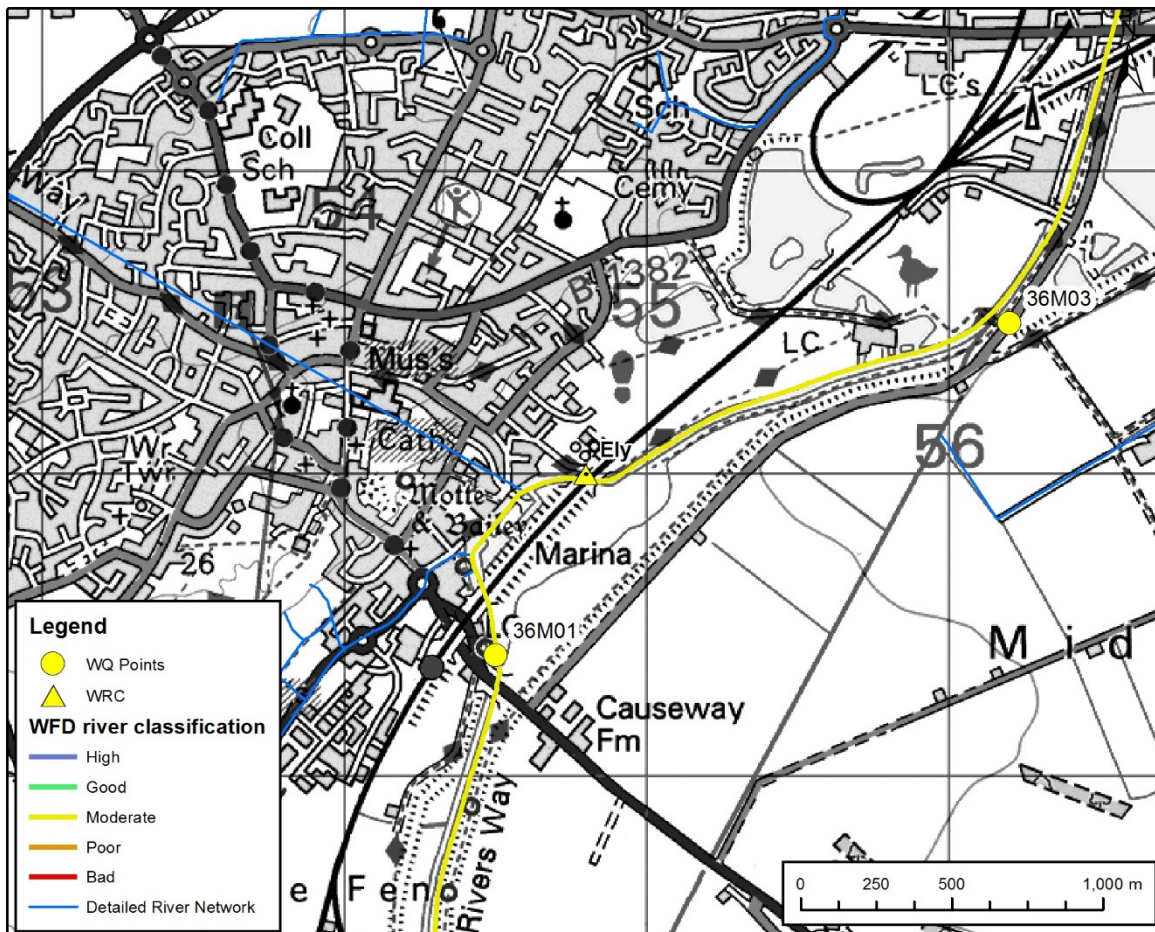 LC's
Sch
Coll
Sch
Way
54
Cemy
B 1382
53
55
36M03
LC
Mus's
Cath
Ely
56
Wr
Twr
Motte
& Bailey
Marina
26
36M01
M i d
Causeway
Fm
Rivers Way
e Fen
Legend
WQ Points
WRC
WFD river classification
High
Good
Moderate
Poor
Bad
Detailed River Network
0 250 500 1,000 m